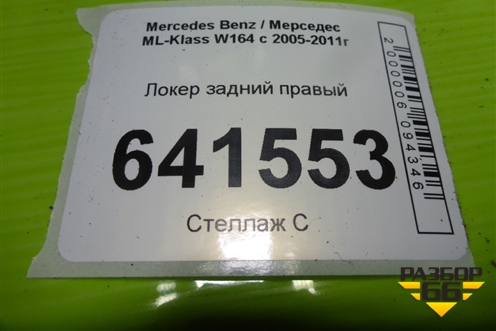 Mercedes Benz / Мерседес
ML-Klass W164 с 2005-2011г
Локер задний правый
641553
Стеллаж С
2000006094346
РАЗБОР
66